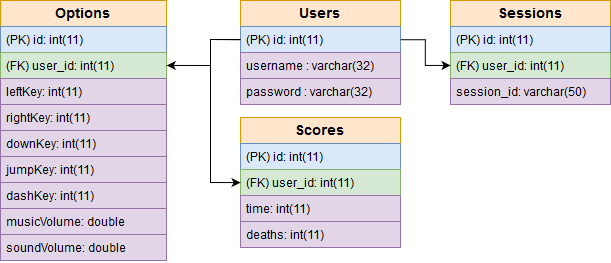 Options
(PK) id: int(11)
(FK) user_id: int(11)
leftKey: int(11)
rightKey: int(11)
downKey: int(11)
jumpKey: int(11)
dashKey: int(11)
musicVolume: double
soundVolume: double
Users
(PK) id: int(11)
username : varchar(32)
password : varchar(32)
Scores
(PK) id: int(11)
(FK) user_id: int(11)
time: int(11)
deaths: int(11)
Sessions
(PK) id: int(11)
(FK) user_id: int(11)
session_id: varchar(50)